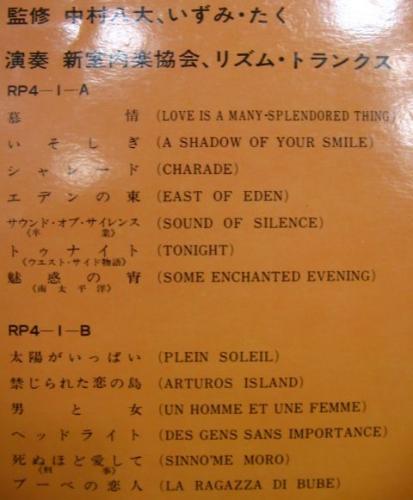 監修 中村八大、いずみ・たく
演奏 新室内楽協会、リズム・トランクス
RP4-1-A
慕情 (LOVE IS A MANY-SPLENDORED THING)
いそしぎ (A SHADOW OF YOUR SMILE)
シャレード (CHARADE)
エデンの東 (EAST OF EDEN)
サウンド・オブ・サイレンス (SOUND OF SILENCE)
《卒業》
トゥナイト (TONIGHT)
《ウエスト・サイド物語》
魅惑の宵 (SOME ENCHANTED EVENING)
《南太平洋》
RP4-1-B
太陽がいっぱい (PLEIN SOLEIL)
禁じられた恋の島 (ARTUROS ISLAND)
男と女 (UN HOMME ET UNE FEMME)
ヘッドライト (DES GENS SANS IMPORTANCE)
死ぬほど愛して (SINNO'ME MORO)
《刑事》
ブーベの恋人 (LA RAGAZZA DI BUBE)